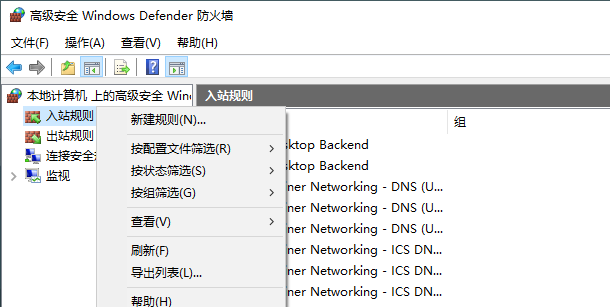 高级安全 Windows Defender 防火墙
文件(F) 操作(A) 查看(V) 帮助(H)
本地计算机 上的高级安全 Win
入站规则
入站规则
出站规则
连接安全
监视
新建规则(N)...
按配置文件筛选(R)
按状态筛选(S)
按组筛选(G)
查看(V)
刷新(F)
导出列表(L)...
帮助(H)
组
sktop Backend
sktop Backend
ner Networking - DNS (U...
ner Networking - DNS (U...
ner Networking - DNS (U...
ner Networking - ICS DN...
ner Networking - ICS DN...
ner Networking - ICS DN...